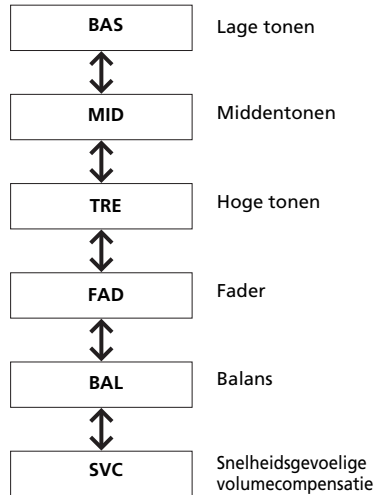 BAS Lage tonen
MID Middentonen
TRE Hoge tonen
FAD Fader
BAL Balans
SVC Snelheidsgevoelige
volumecompensatie